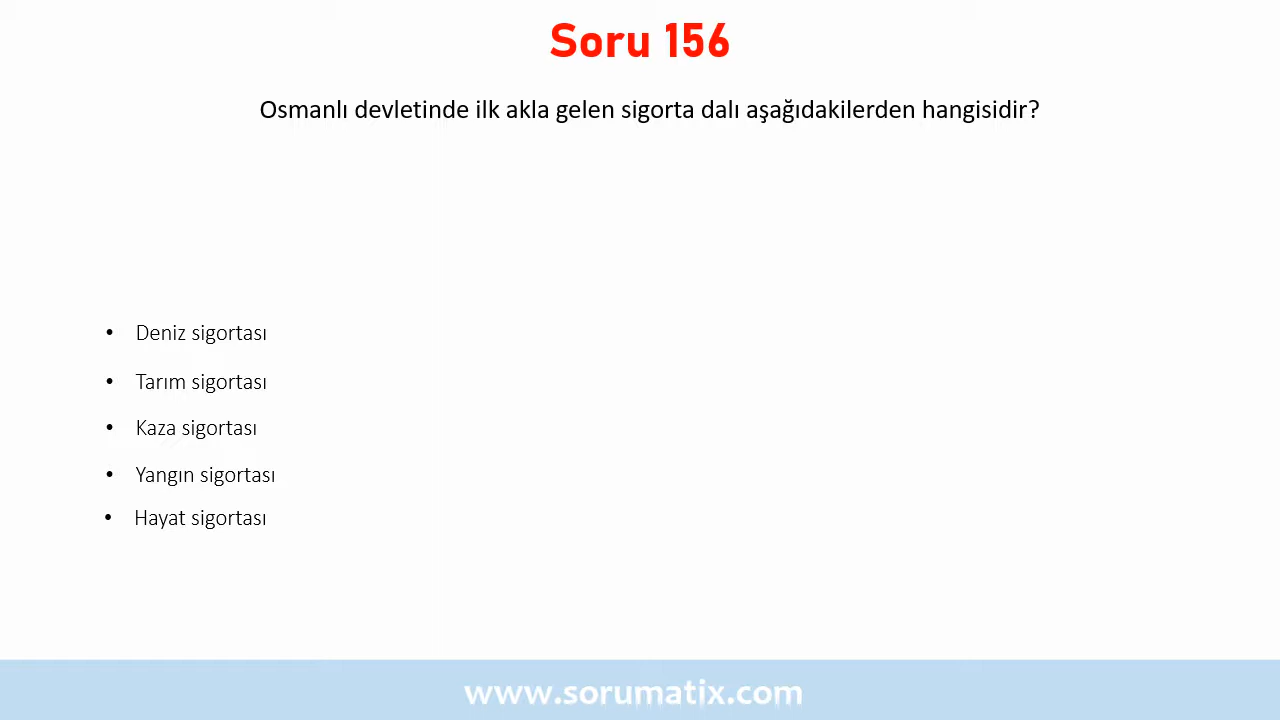 Soru 156
Osmanlı devletinde ilk akla gelen sigorta dalı aşağıdakilerden hangisidir?
• Deniz sigortası
• Tarım sigortası
• Kaza sigortası
• Yangın sigortası
• Hayat sigortası
www.sorumatix.com